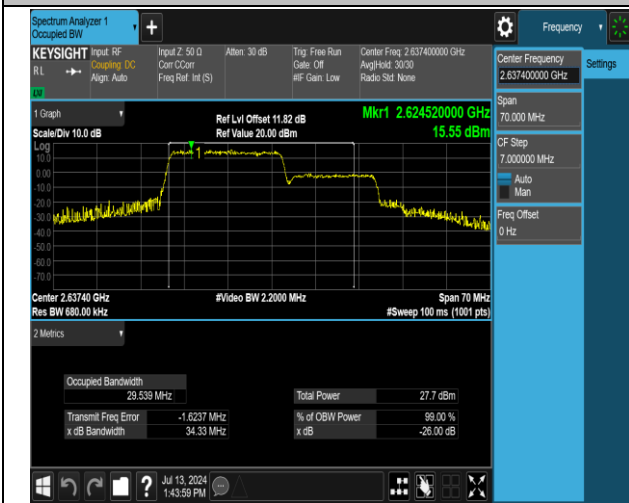 Spectrum Analyzer 1
Occupied BW
+
Frequency
KEYSIGHT
RL
Input: RF
Coupling: DC
Align: Auto
Input Z: 50 Ω
Corr CCorr
Freq Ref: Int (S)
Atten: 30 dB
Trig: Free Run
Gate: Off
#IF Gain: Low
Center Freq: 2.637400000 GHz
Avg|Hold: 30/30
Radio Std: None
Center Frequency
2.637400000 GHz
Settings
Span
70.000 MHz
CF Step
7.000000 MHz
Auto
Man
Freq Offset
0 Hz
1 Graph
Scale/Div 10.0 dB
Ref Lvl Offset 11.82 dB
Ref Value 20.00 dBm
Mkr1 2.624520000 GHz
15.55 dBm
Log
10.0
0.00
-10.0
-20.0
-30.0
-40.0
-50.0
-60.0
-70.0
1
Center 2.63740 GHz
Res BW 680.00 kHz
#Video BW 2.2000 MHz
Span 70 MHz
#Sweep 100 ms (1001 pts)
2 Metrics
Occupied Bandwidth
29.539 MHz
Total Power 27.7 dBm
Transmit Freq Error -1.6237 MHz
% of OBW Power 99.00 %
x dB Bandwidth 34.33 MHz
x dB -26.00 dB
?
Jul 13, 2024
1:43:59 PM